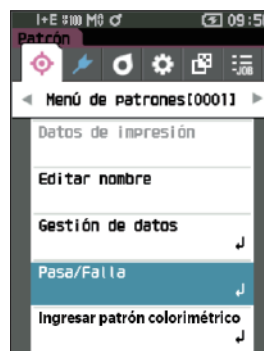 I+E M0 09:5
Patrón
JOB
Menú de patrones[0001]
Datos de impresión
Editar nombre
Gestión de datos
Pasa/Falla
Ingresar patrón colorimétrico